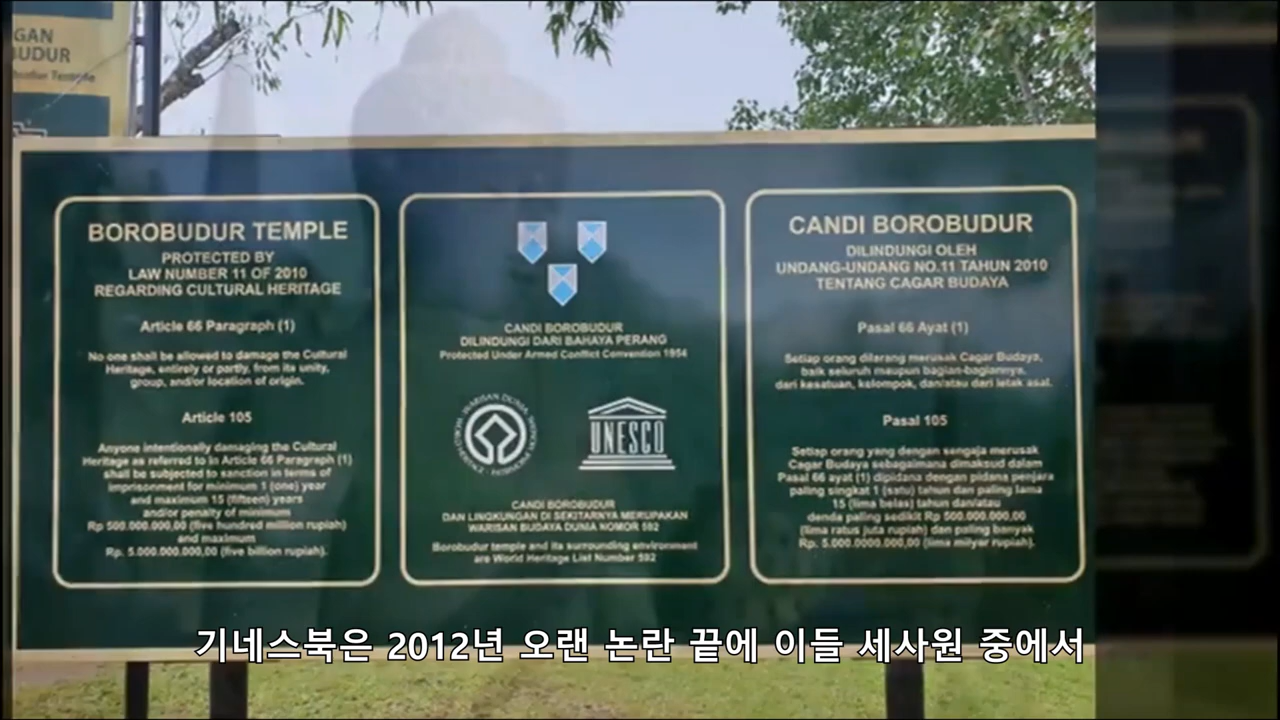 GAN
BUDUR
Temple
BOROBUDUR TEMPLE
PROTECTED BY
LAW NUMBER 11 OF 2010
REGARDING CULTURAL HERITAGE
Article 66 Paragraph (1)
No one shall be allowed to damage the Cultural
Heritage, entirely or partly, from its unity,
group, and/or location of origin.
Article 105
Anyone intentionally damaging the Cultural
Heritage as referred to in Article 66 Paragraph (1)
shall be subjected to sanction in terms of
imprisonment for minimum 1 (one) year
and maximum 15 (fifteen) years
and/or penalty of minimum
Rp 500.000.000,00 (five hundred million rupiah)
and maximum
Rp. 5.000.000.000,00 (five billion rupiah).
CANDI BOROBUDUR
DILINDUNGI DARI BAHAYA PERANG
Protected Under Armed Conflict Convention 1954
WARISAN DUNIA
WORLD HERITAGE
UNESCO
CANDI BOROBUDUR
DAN LINGKUNGAN DI SEKITARNYA MERUPAKAN
WARISAN BUDAYA DUNIA NOMOR 592
Borobudur temple and its surrounding environment
are World Heritage List Number 592
CANDI BOROBUDUR
DILINDUNGI OLEH
UNDANG-UNDANG NO.11 TAHUN 2010
TENTANG CAGAR BUDAYA
Pasal 66 Ayat (1)
Setiap orang dilarang merusak Cagar Budaya,
baik seluruh maupun bagian-bagiannya,
dari kesatuan, kelompok, dan/atau dari letak asal.
Pasal 105
Setiap orang yang dengan sengaja merusak
Cagar Budaya sebagaimana dimaksud dalam
Pasal 66 ayat (1) dipidana dengan pidana penjara
paling singkat 1 (satu) tahun dan paling lama
15 (lima belas) tahun dan/atau
denda paling sedikit Rp 500.000.000,00
(lima ratus juta rupiah) dan paling banyak
Rp. 5.000.0000.000,00 (lima milyar rupiah).
기네스북은 2012년 오랜 논란 끝에 이들 세사원 중에서